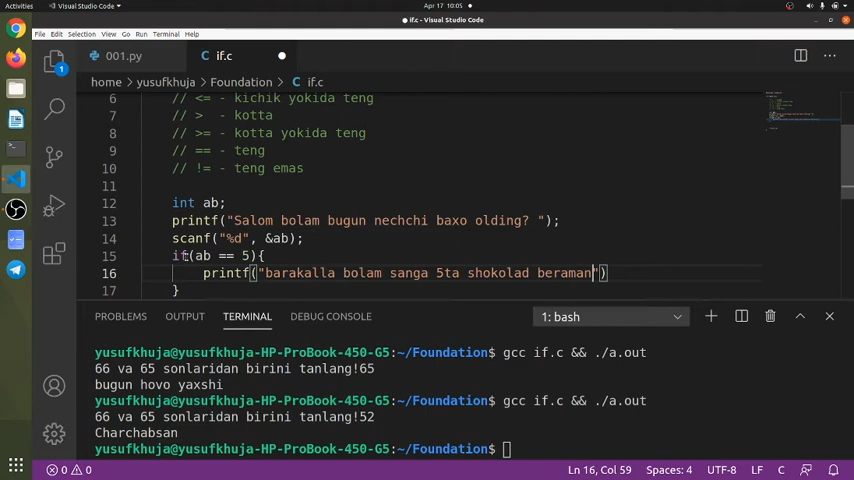 Activities
Visual Studio Code
Apr 17 10:05
if.c - Visual Studio Code
File Edit Selection View Go Run Terminal Help
001.py
if.c
home > yusufkhuja > Foundation > if.c
6 // <= - kichik yokida teng
7 // > - kotta
8 // >= - kotta yokida teng
9 // == - teng
10 // != - teng emas
11
12 int ab;
13 printf("Salom bolam bugun nechchi baxo olding? ");
14 scanf("%d", &ab);
15 if(ab == 5){
16 printf("barakalla bolam sanga 5ta shokolad beraman")
17 }
PROBLEMS OUTPUT TERMINAL DEBUG CONSOLE
1: bash
yusufkhuja@yusufkhuja-HP-ProBook-450-G5:~/Foundation$ gcc if.c && ./a.out
66 va 65 sonlaridan birini tanlang!65
bugun hovo yaxshi
yusufkhuja@yusufkhuja-HP-ProBook-450-G5:~/Foundation$ gcc if.c && ./a.out
66 va 65 sonlaridan birini tanlang!52
Charchabsan
yusufkhuja@yusufkhuja-HP-ProBook-450-G5:~/Foundation$
0 0 Ln 16, Col 59 Spaces: 4 UTF-8 LF C